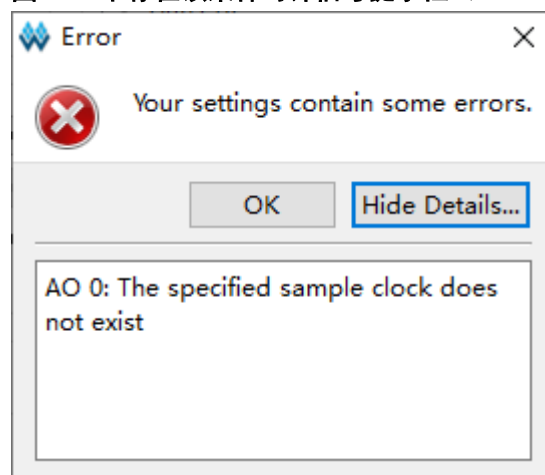 Error
Your settings contain some errors.
OK
Hide Details...
AO 0: The specified sample clock does
not exist